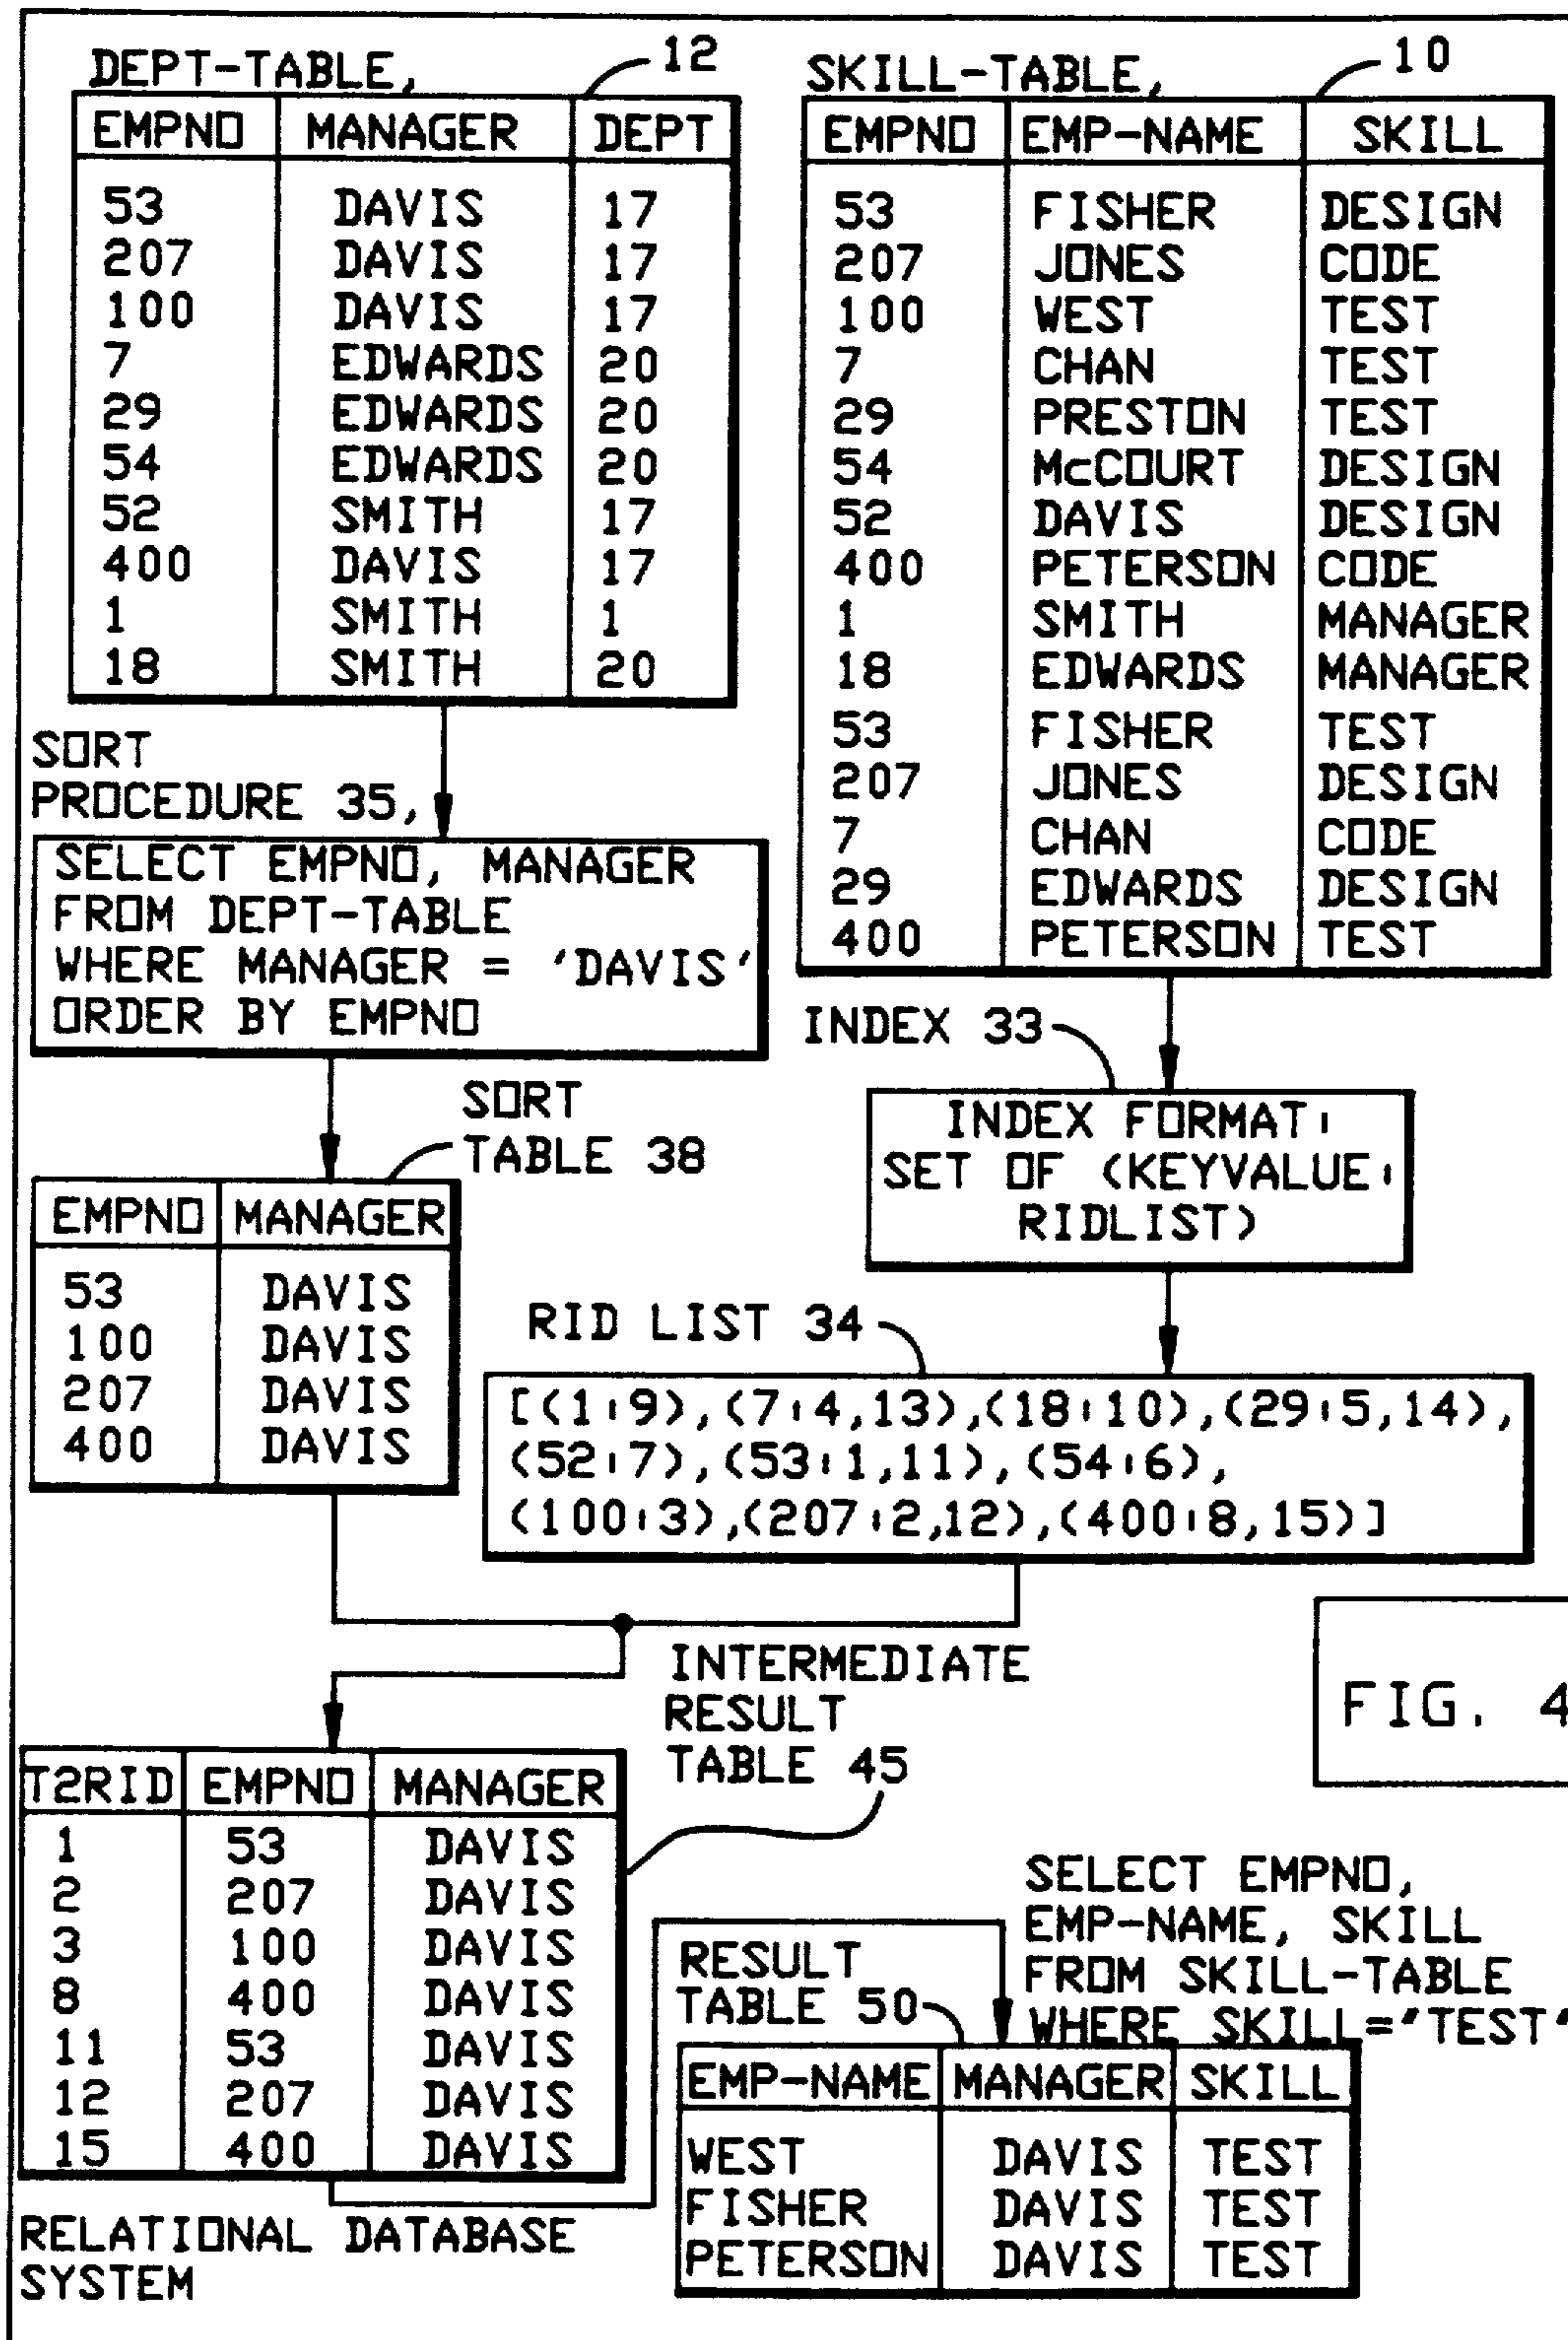 DEPT-TABLE, 12
EMPNO MANAGER DEPT
53 DAVIS 17
207 DAVIS 17
100 DAVIS 17
7 EDWARDS 20
29 EDWARDS 20
54 EDWARDS 20
52 SMITH 17
400 DAVIS 17
1 SMITH 1
18 SMITH 20
SKILL-TABLE, 10
EMPNO EMP-NAME SKILL
53 FISHER DESIGN
207 JONES CODE
100 WEST TEST
7 CHAN TEST
29 PRESTON TEST
54 McCOURT DESIGN
52 DAVIS DESIGN
400 PETERSON CODE
1 SMITH MANAGER
18 EDWARDS MANAGER
53 FISHER TEST
207 JONES DESIGN
7 CHAN CODE
29 EDWARDS DESIGN
400 PETERSON TEST
SORT
PROCEDURE 35,
SELECT EMPNO, MANAGER
FROM DEPT-TABLE
WHERE MANAGER = 'DAVIS'
ORDER BY EMPNO
SORT
TABLE 38
EMPNO MANAGER
53 DAVIS
100 DAVIS
207 DAVIS
400 DAVIS
INDEX 33
INDEX FORMAT:
SET OF (KEYVALUE:
RIDLIST)
RID LIST 34
[(1:9),(7:4,13),(18:10),(29:5,14),
(52:7),(53:1,11),(54:6),
(100:3),(207:2,12),(400:8,15)]
FIG. 4
INTERMEDIATE
RESULT
TABLE 45
T2RID EMPNO MANAGER
1 53 DAVIS
2 207 DAVIS
3 100 DAVIS
8 400 DAVIS
11 53 DAVIS
12 207 DAVIS
15 400 DAVIS
SELECT EMPNO,
EMP-NAME, SKILL
FROM SKILL-TABLE
WHERE SKILL='TEST'
RESULT
TABLE 50
EMP-NAME MANAGER SKILL
WEST DAVIS TEST
FISHER DAVIS TEST
PETERSON DAVIS TEST
RELATIONAL DATABASE
SYSTEM